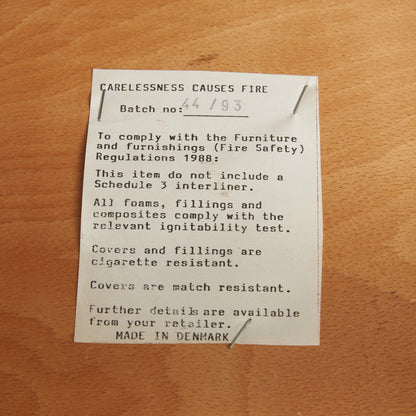 CARELESSNESS CAUSES FIRE
Batch no: 44/93
To comply with the Furniture
and furnishings (Fire Safety)
Regulations 1988:
This item do not include a
Schedule 3 interliner.
All foams, fillings and
composites comply with the
relevant ignitability test.
Covers and fillings are
cigarette resistant.
Covers are match resistant.
Further details are available
from your retailer.
MADE IN DENMARK